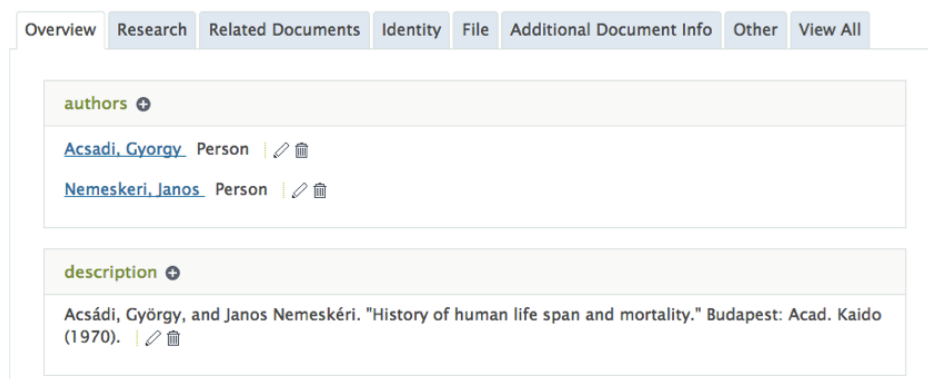 Overview Research Related Documents Identity File Additional Document Info Other View All
authors
Acsadi, Gyorgy Person
Nemeskeri, Janos Person
description
Acsádi, György, and Janos Nemeskéri. "History of human life span and mortality." Budapest: Acad. Kaido
(1970).